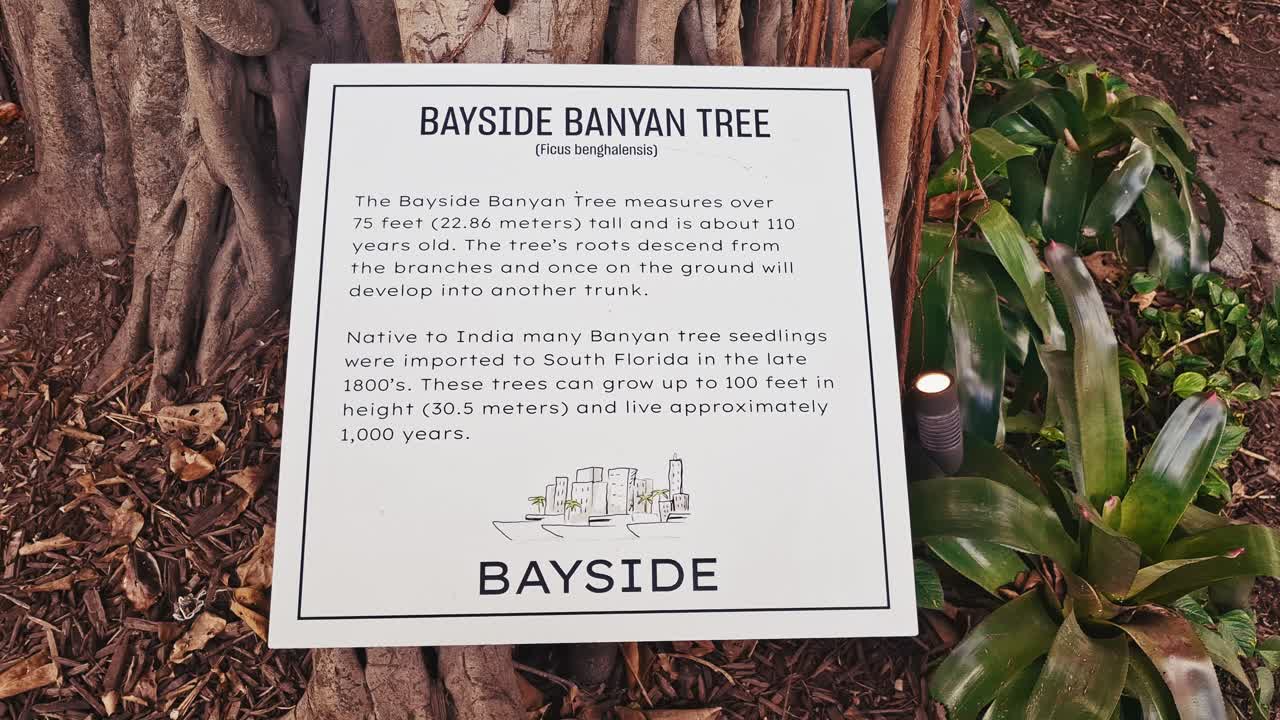 BAYSIDE BANYAN TREE
(Ficus benghalensis)
The Bayside Banyan Tree measures over
75 feet (22.86 meters) tall and is about 110
years old. The tree's roots descend from
the branches and once on the ground will
develop into another trunk.
Native to India many Banyan tree seedlings
were imported to South Florida in the late
1800's. These trees can grow up to 100 feet in
height (30.5 meters) and live approximately
1,000 years.
BAYSIDE